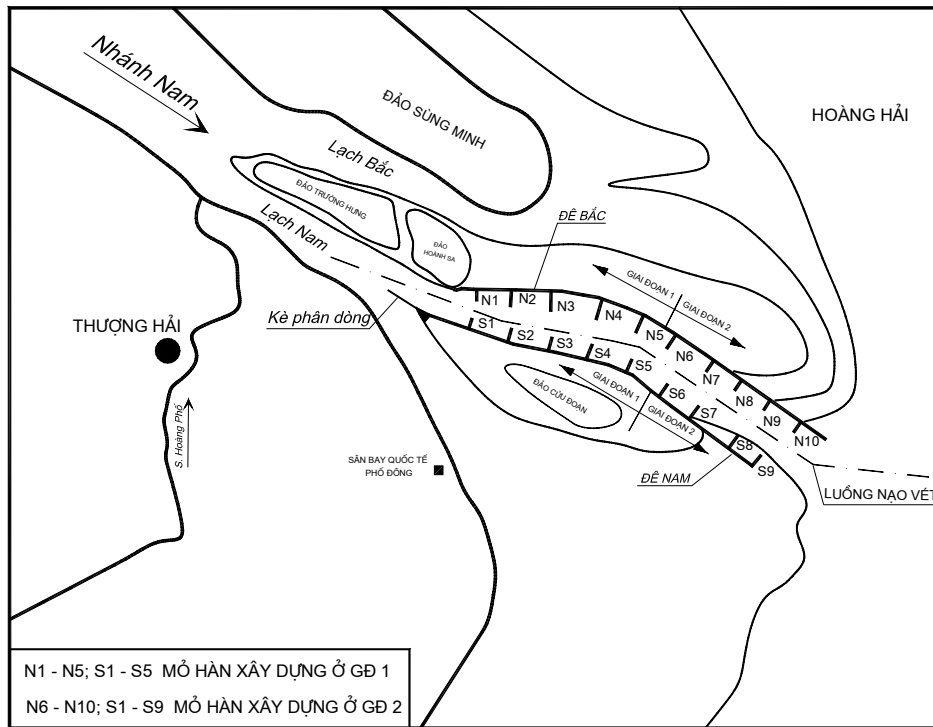 Nhánh Nam
ĐẢO SÙNG MINH
HOÀNG HẢI
Lạch Bắc
ĐẢO TRƯỜNG HƯNG
Lạch Nam
ĐẢO
HOÀNH SA
ĐÊ BẮC
GIAI ĐOẠN 1
GIAI ĐOẠN 2
Kè phân dòng
N1
N2
N3
N4
N5
N6
N7
N8
N9
N10
S1
S2
S3
S4
S5
S6
S7
S8
S9
THƯỢNG HẢI
GIAI ĐOẠN 1
GIAI ĐOẠN 2
ĐẢO CỬU ĐOẠN
S. Hoàng Phố
SÂN BAY QUỐC TẾ
PHỐ ĐÔNG
ĐÊ NAM
LUỒNG NẠO VÉT
N1 - N5; S1 - S5 MỎ HÀN XÂY DỰNG Ở GĐ 1
N6 - N10; S1 - S9 MỎ HÀN XÂY DỰNG Ở GĐ 2